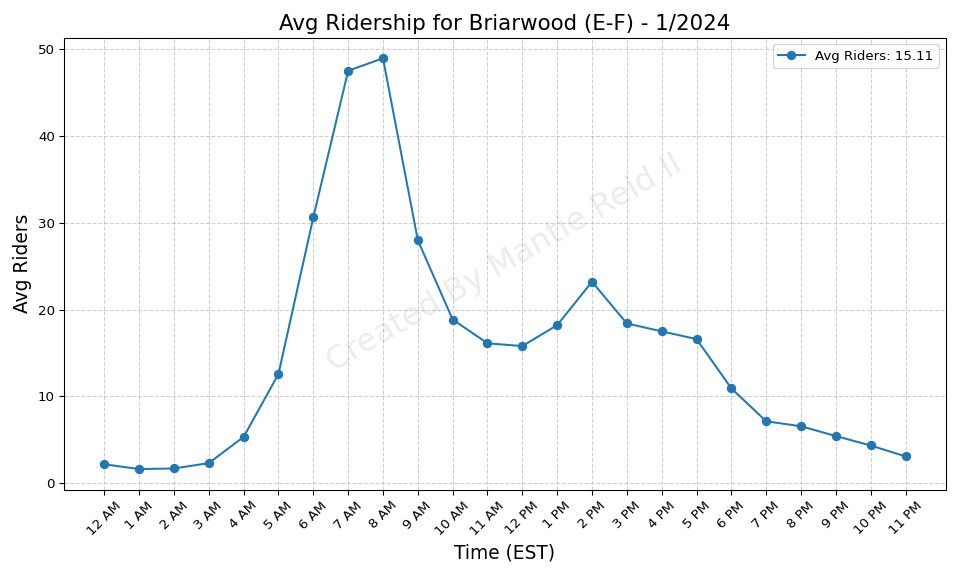 Avg Ridership for Briarwood (E-F) - 1/2024
Avg Riders: 15.11
50
40
30
20
10
0
Avg Riders
Created By Mantie Reid II
12 AM
1 AM
2 AM
3 AM
4 AM
5 AM
6 AM
7 AM
8 AM
9 AM
10 AM
11 AM
12 PM
1 PM
2 PM
3 PM
4 PM
5 PM
6 PM
7 PM
8 PM
9 PM
10 PM
11 PM
Time (EST)